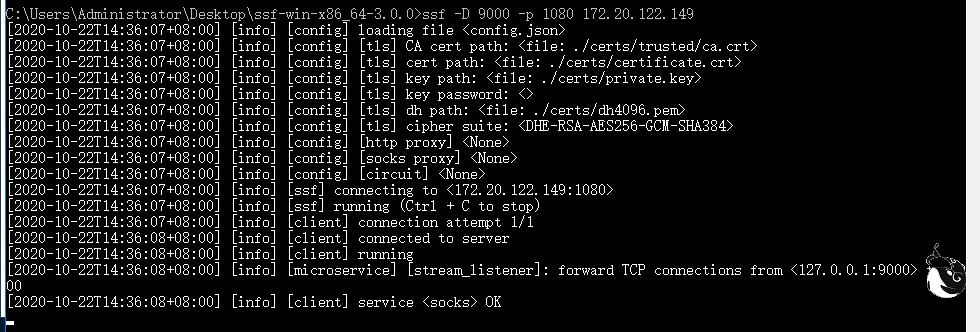 C:\Users\Administrator\Desktop\ssf-win-x86_64-3.0.0>ssf -D 9000 -p 1080 172.20.122.149
[2020-10-22T14:36:07+08:00] [info] [config] loading file <config.json>
[2020-10-22T14:36:07+08:00] [info] [config] [tls] CA cert path: <file: ./certs/trusted/ca.crt>
[2020-10-22T14:36:07+08:00] [info] [config] [tls] cert path: <file: ./certs/certificate.crt>
[2020-10-22T14:36:07+08:00] [info] [config] [tls] key path: <file: ./certs/private.key>
[2020-10-22T14:36:07+08:00] [info] [config] [tls] key password: <>
[2020-10-22T14:36:07+08:00] [info] [config] [tls] dh path: <file: ./certs/dh4096.pem>
[2020-10-22T14:36:07+08:00] [info] [config] [tls] cipher suite: <DHE-RSA-AES256-GCM-SHA384>
[2020-10-22T14:36:07+08:00] [info] [config] [http proxy] <None>
[2020-10-22T14:36:07+08:00] [info] [config] [socks proxy] <None>
[2020-10-22T14:36:07+08:00] [info] [config] [circuit] <None>
[2020-10-22T14:36:07+08:00] [info] [ssf] connecting to <172.20.122.149:1080>
[2020-10-22T14:36:07+08:00] [info] [ssf] running (Ctrl + C to stop)
[2020-10-22T14:36:07+08:00] [info] [client] connection attempt 1/1
[2020-10-22T14:36:08+08:00] [info] [client] connected to server
[2020-10-22T14:36:08+08:00] [info] [client] running
[2020-10-22T14:36:08+08:00] [info] [microservice] [stream_listener]: forward TCP connections from <127.0.0.1:9000>
00
[2020-10-22T14:36:08+08:00] [info] [client] service <socks> OK